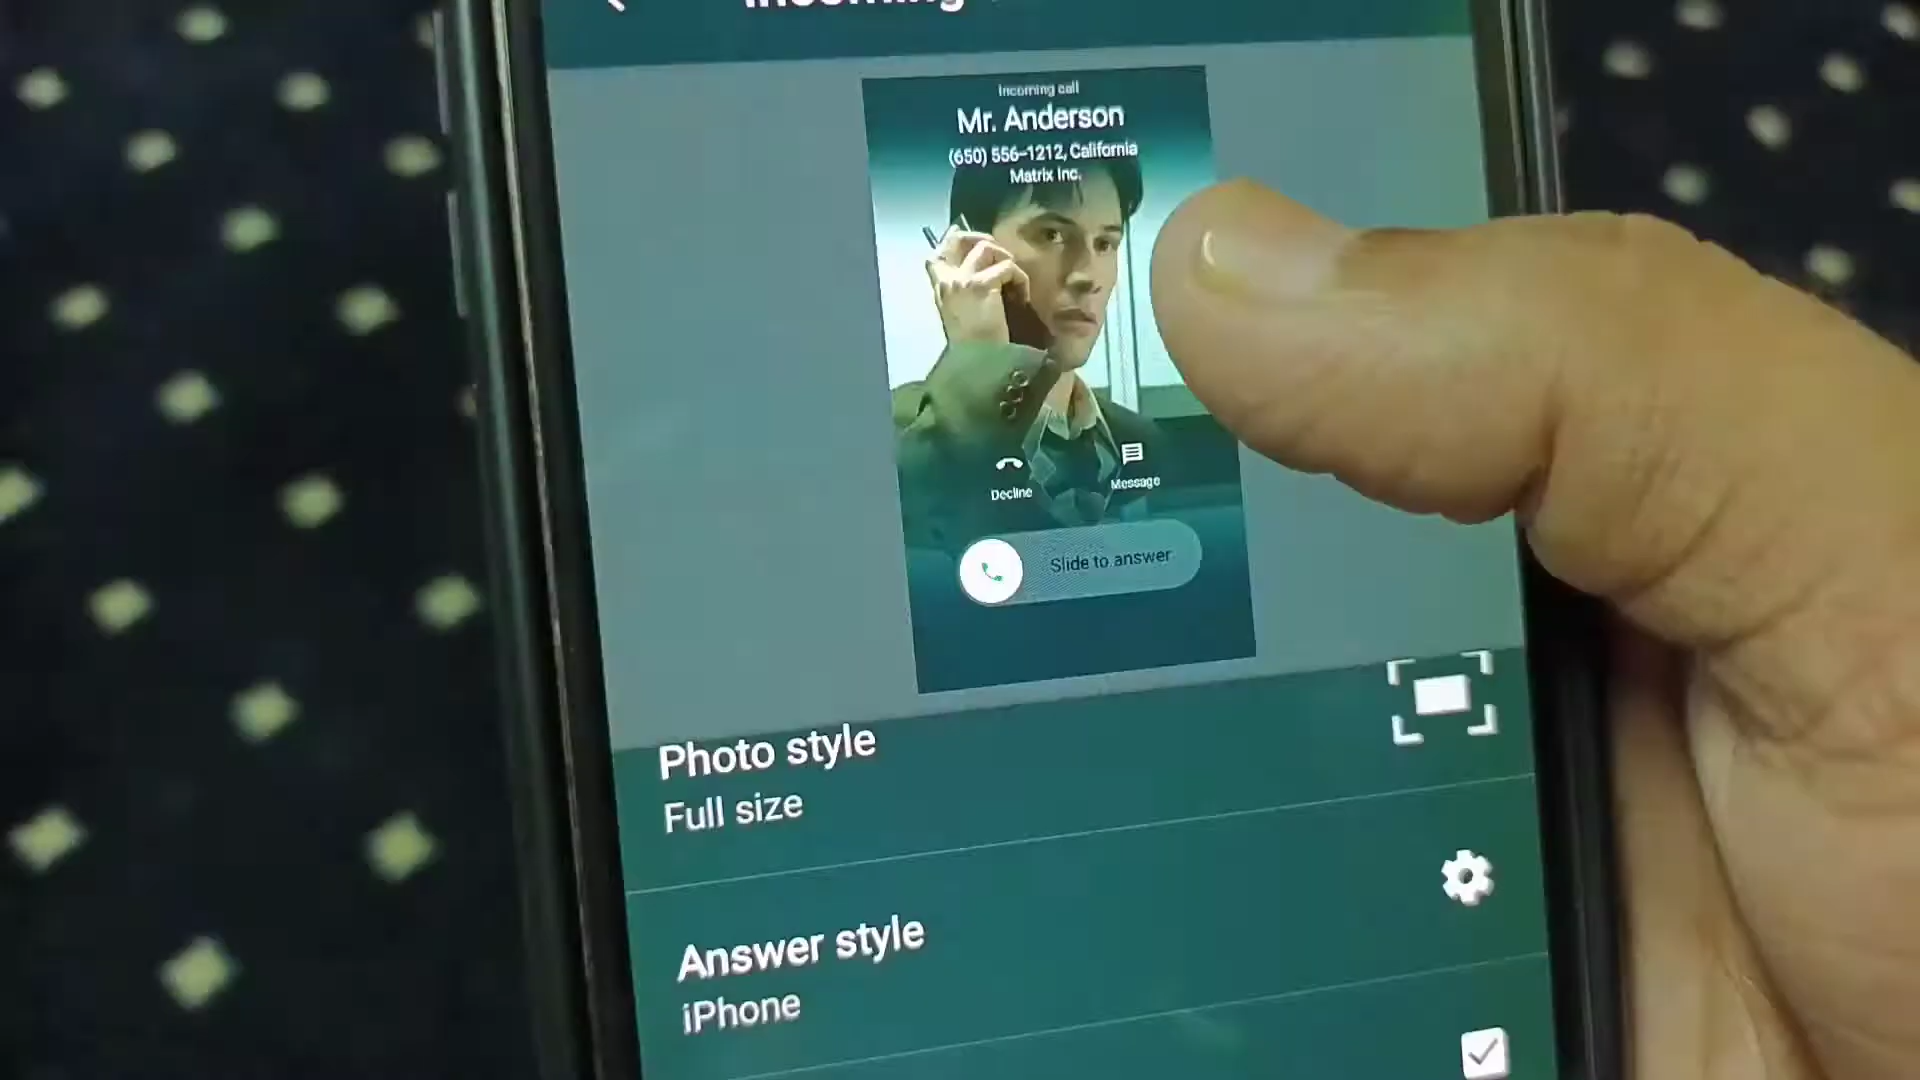 Incoming
Incoming call
Mr. Anderson
(650) 556-1212, California
Matrix Inc.
Decline
Message
Slide to answer
Photo style
Full size
Answer style
iPhone